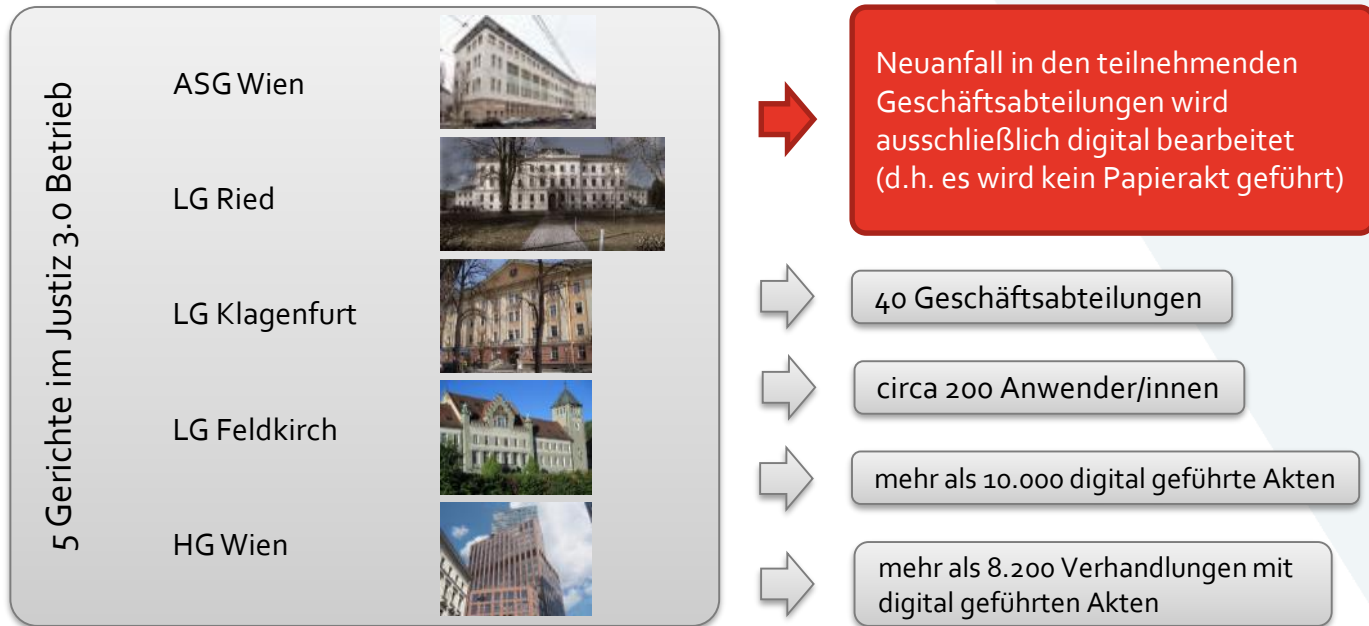 5 Gerichte im Justiz 3.0 Betrieb
ASG Wien
LG Ried
LG Klagenfurt
LG Feldkirch
HG Wien
Neuanfall in den teilnehmenden
Geschäftsabteilungen wird
ausschließlich digital bearbeitet
(d.h. es wird kein Papierakt geführt)
40 Geschäftsabteilungen
circa 200 Anwender/innen
mehr als 10.000 digital geführte Akten
mehr als 8.200 Verhandlungen mit
digital geführten Akten